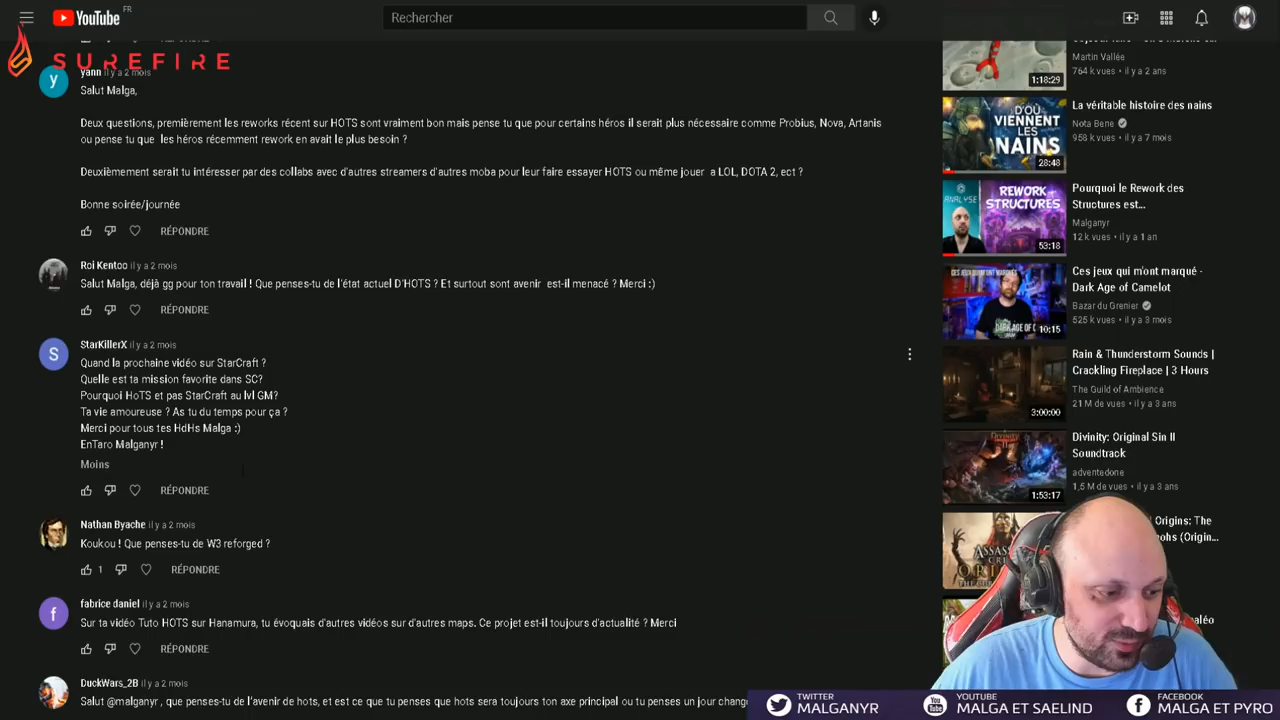 YouTube FR
Rechercher
SUREFIRE
yann il y a 2 mois
Salut Malga,
Deux questions, premièrement les reworks récent sur HOTS sont vraiment bon mais pense tu que pour certains héros il serait plus nécessaire comme Probius, Nova, Artanis
ou pense tu que les héros récemment rework en avait le plus besoin ?
Deuxièmement serait tu intéresser par des collabs avec d'autres streamers d'autres moba pour leur faire essayer HOTS ou même jouer a LOL, DOTA 2, ect ?
Bonne soirée/journée
RÉPONDRE
Roi Kentoo il y a 2 mois
Salut Malga, déjà gg pour ton travail ! Que penses-tu de l'état actuel D'HOTS ? Et surtout sont avenir est-il menacé ? Merci :)
RÉPONDRE
S
StarKillerX il y a 2 mois
Quand la prochaine vidéo sur StarCraft ?
Quelle est ta mission favorite dans SC?
Pourquoi HoTS et pas StarCraft au lvl GM?
Ta vie amoureuse ? As tu du temps pour ça ?
Merci pour tous tes HdHs Malga :)
EnTaro Malganyr !
Moins
RÉPONDRE
Nathan Byache il y a 2 mois
Koukou ! Que penses-tu de W3 reforged ?
1 RÉPONDRE
f
fabrice daniel il y a 2 mois
Sur ta vidéo Tuto HOTS sur Hanamura, tu évoquais d'autres vidéos sur d'autres maps. Ce projet est-il toujours d'actualité ? Merci
RÉPONDRE
DuckWars_2B il y a 2 mois
Salut @malganyr , que penses-tu de l'avenir de hots, et est ce que tu penses que hots sera toujours ton axe principal ou tu penses un jour chang
Martin Vallée
764 k vues • il y a 2 ans
1:18:29
D'OÙ
VIENNENT
LES
NAINS
28:48
La véritable histoire des nains
Nota Bene
958 k vues • il y a 7 mois
ANALYSE
REWORK
STRUCTURES
53:18
Pourquoi le Rework des
Structures est...
Malganyr
12 k vues • il y a 1 an
10:15
Ces jeux qui m'ont marqué -
Dark Age of Camelot
Bazar du Grenier
525 k vues • il y a 3 mois
3:00:00
Rain & Thunderstorm Sounds |
Crackling Fireplace | 3 Hours
The Guild of Ambience
21 M de vues • il y a 3 ans
1:53:17
Divinity: Original Sin II
Soundtrack
adventedone
1,5 M de vues • il y a 3 ans
Origins: The
TWITTER
MALGANYR
YOUTUBE
MALGA ET SAELIND
FACEBOOK
MALGA ET PYRO